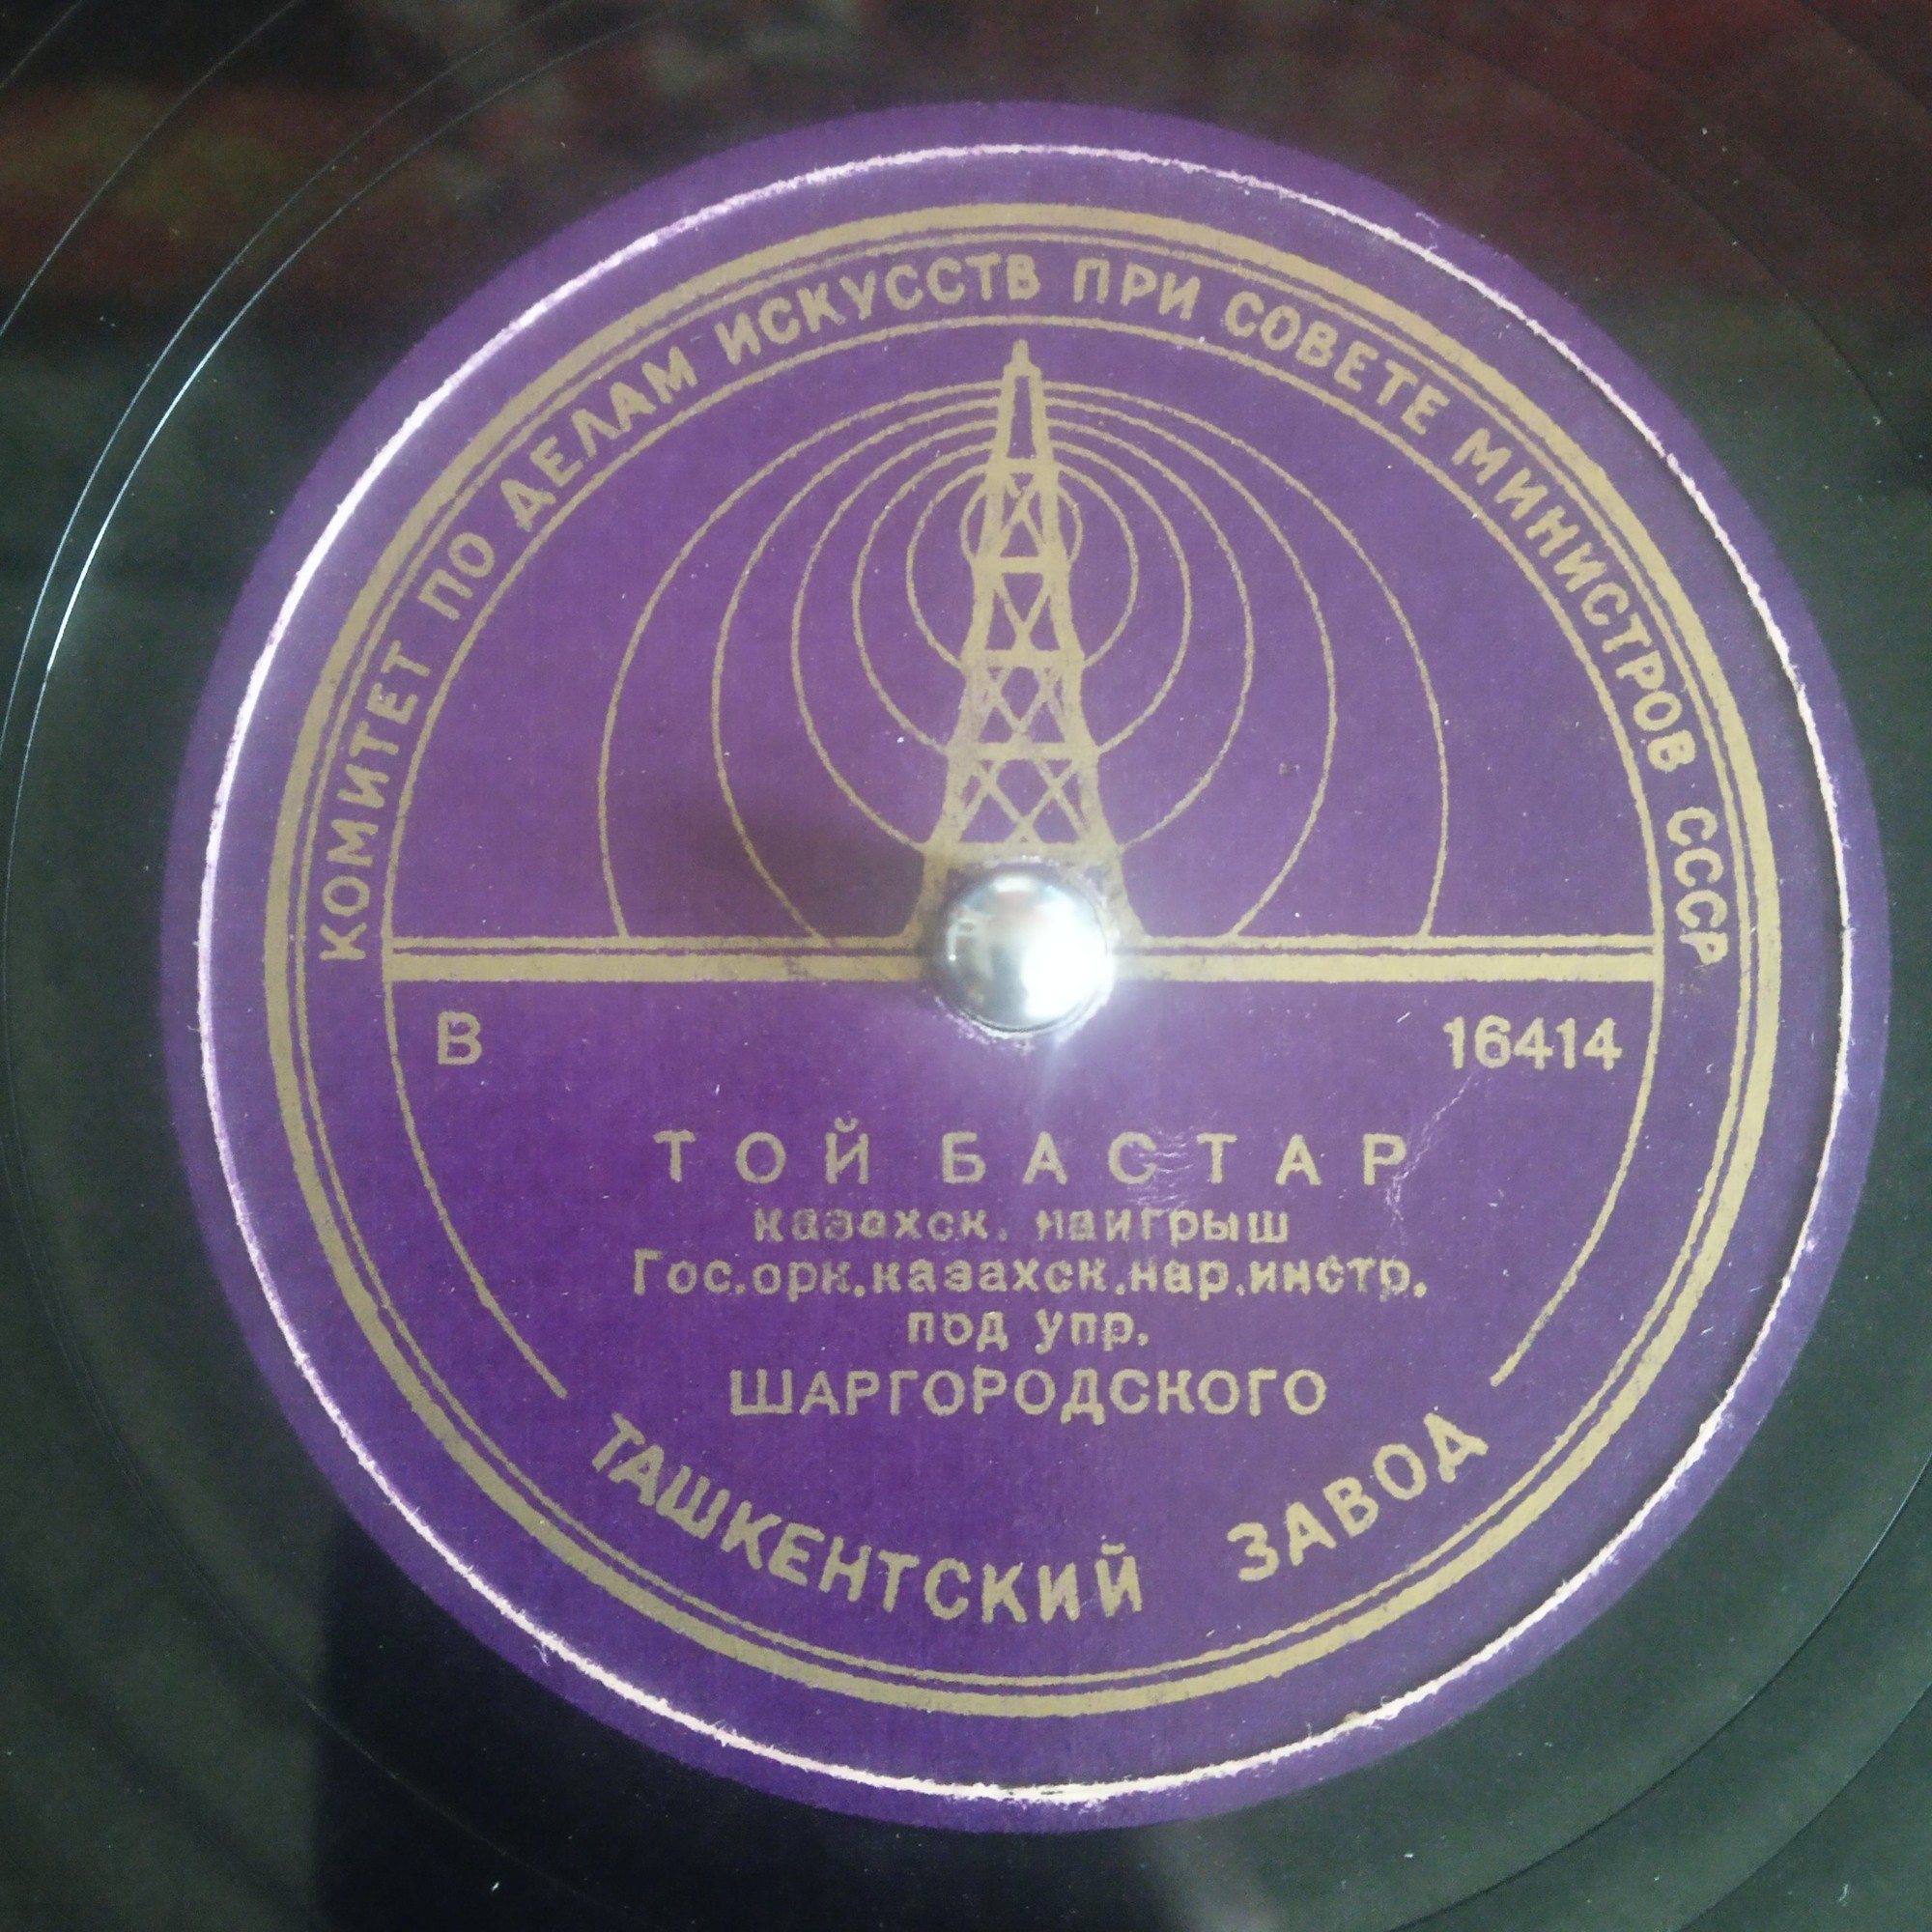 КОМИТЕТ ПО ДЕЛАМ ИСКУССТВ ПРИ СОВЕТЕ МИНИСТРОВ СССР
В 16414
ТОЙ БАСТАР
казахск. наигрыш
Гос.орк.казахск.нар.инстр.
под упр.
ШАРГОРОДСКОГО
ТАШКЕНТСКИЙ ЗАВОД